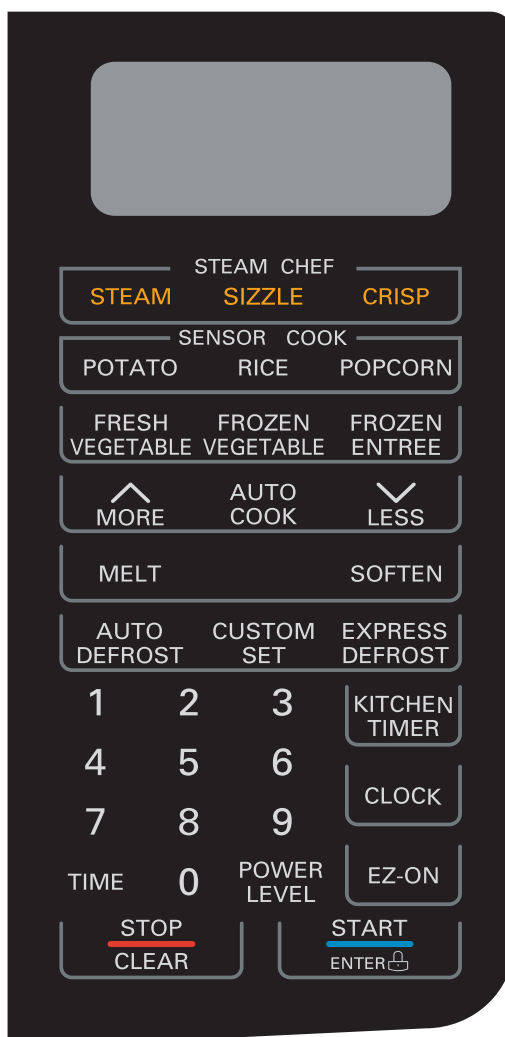 STEAM CHEF
STEAM SIZZLE CRISP
SENSOR COOK
POTATO RICE POPCORN
FRESH FROZEN FROZEN
VEGETABLE VEGETABLE ENTREE
AUTO
MORE COOK LESS
MELT SOFTEN
AUTO CUSTOM EXPRESS
DEFROST SET DEFROST
1 2 3 KITCHEN
TIMER
4 5 6
CLOCK
7 8 9
TIME 0 POWER EZ-ON
LEVEL
STOP START
CLEAR ENTER